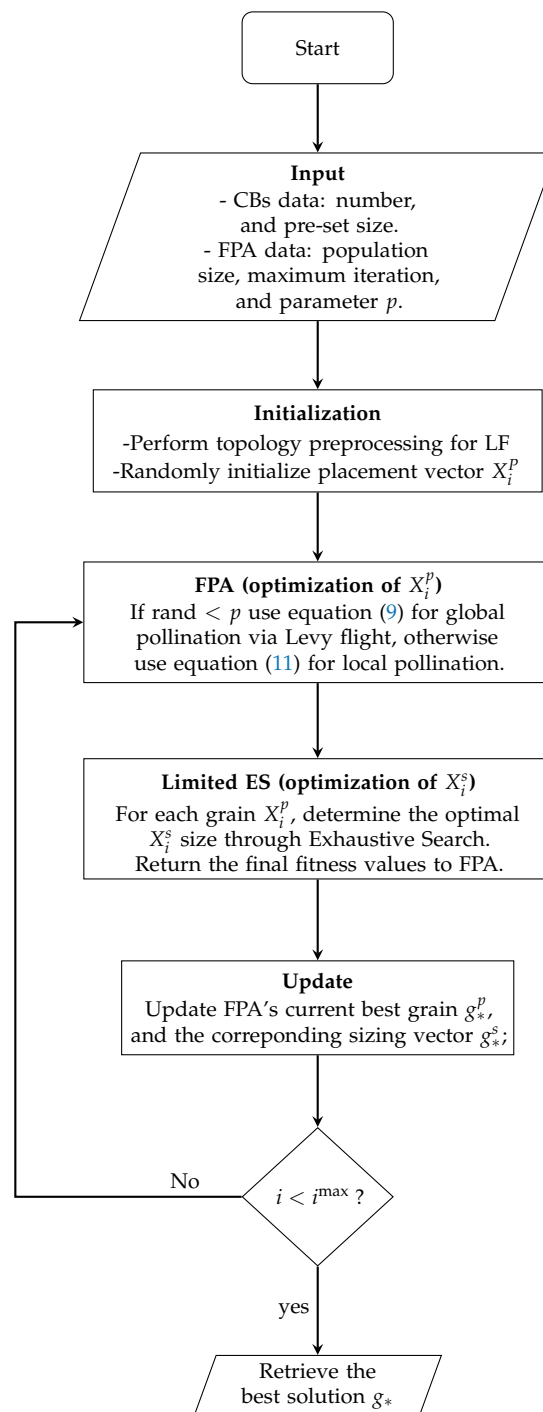 Start
Input
- CBs data: number,
and pre-set size.
- FPA data: population
size, maximum iteration,
and parameter p.
Initialization
-Perform topology preprocessing for LF
-Randomly initialize placement vector X_i^p
FPA (optimization of X_i^p)
If rand < p use equation (9) for global
pollination via Levy flight, otherwise
use equation (11) for local pollination.
Limited ES (optimization of X_i^s)
For each grain X_i^p, determine the optimal
X_i^s size through Exhaustive Search.
Return the final fitness values to FPA.
Update
Update FPA's current best grain g_*^p,
and the correponding sizing vector g_*^s;
No
i < i^max ?
yes
Retrieve the
best solution g_*